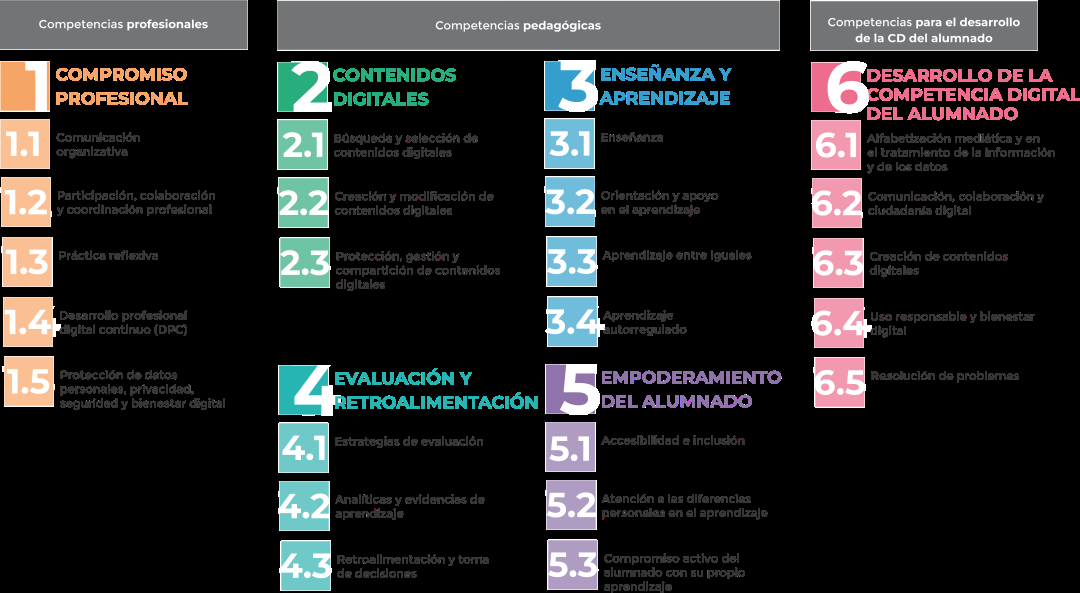 Competencias profesionales
1
COMPROMISO
PROFESIONAL
1.1
Comunicación
organizativa
1.2
Participación, colaboración
y coordinación profesional
1.3
Práctica reflexiva
1.4
Desarrollo profesional
digital continuo (DPC)
1.5
Protección de datos
personales, privacidad,
seguridad y bienestar digital
Competencias pedagógicas
2
CONTENIDOS
DIGITALES
2.1
Búsqueda y selección de
contenidos digitales
2.2
Creación y modificación de
contenidos digitales
2.3
Protección, gestión y
compartición de contenidos
digitales
3
ENSEÑANZA Y
APRENDIZAJE
3.1
Enseñanza
3.2
Orientación y apoyo
en el aprendizaje
3.3
Aprendizaje entre iguales
3.4
Aprendizaje
autorregulado
4
EVALUACIÓN Y
RETROALIMENTACIÓN
4.1
Estrategias de evaluación
4.2
Analíticas y evidencias de
aprendizaje
4.3
Retroalimentación y toma
de decisiones
5
EMPODERAMIENTO
DEL ALUMNADO
5.1
Accesibilidad e inclusión
5.2
Atención a las diferencias
personales en el aprendizaje
5.3
Compromiso activo del
alumnado con su propio
aprendizaje
Competencias para el desarrollo
de la CD del alumnado
6
DESARROLLO DE LA
COMPETENCIA DIGITAL
DEL ALUMNADO
6.1
Alfabetización mediática y en
el tratamiento de la información
y de los datos
6.2
Comunicación, colaboración y
ciudadanía digital
6.3
Creación de contenidos
digitales
6.4
Uso responsable y bienestar
digital
6.5
Resolución de problemas